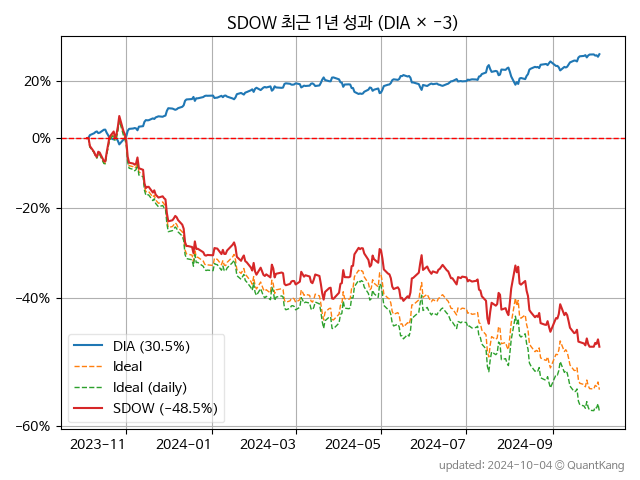 SDOW 최근 1년 성과 (DIA × −3)
20%
0%
−20%
−40%
−60%
DIA (30.5%)
Ideal
Ideal (daily)
SDOW (−48.5%)
2023-11
2024-01
2024-03
2024-05
2024-07
2024-09
updated: 2024-10-04 © QuantKang